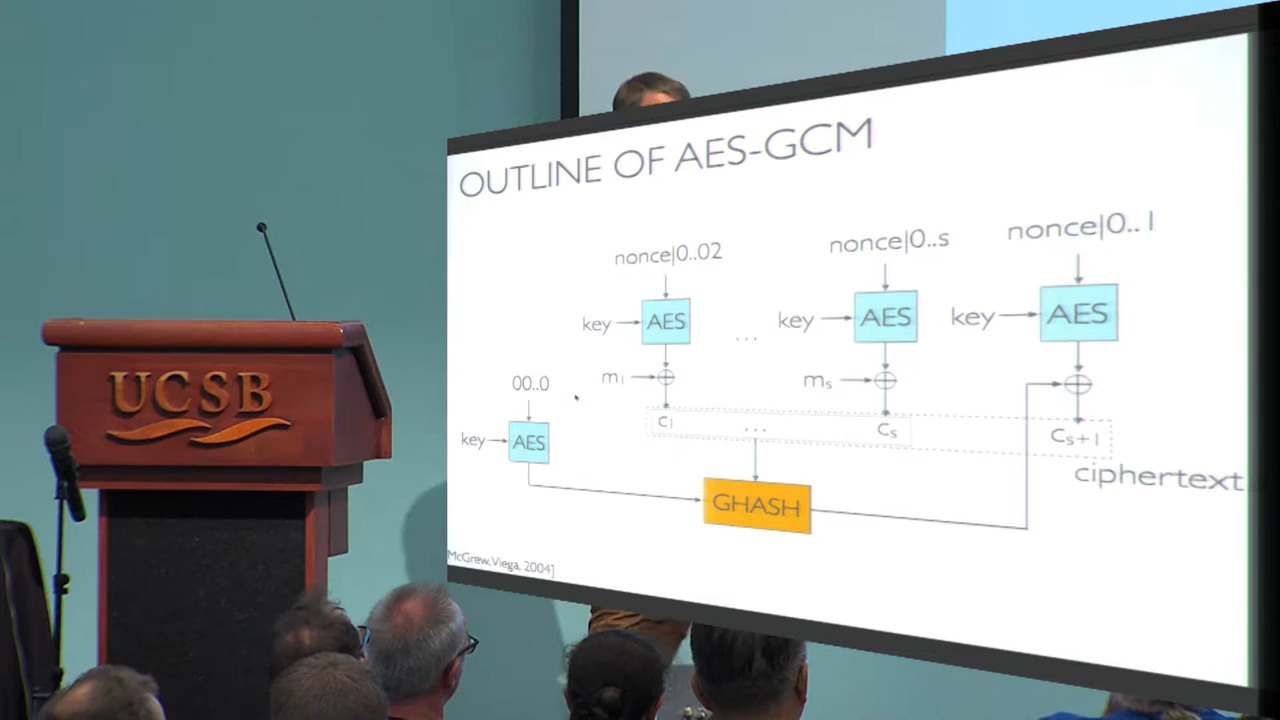 OUTLINE OF AES-GCM
nonce|0..02
nonce|0..s
nonce|0..1
key
AES
key
AES
key
AES
...
m₁
mₛ
00..0
key
AES
c₁
...
cₛ
cₛ₊₁
ciphertext
GHASH
McGrew, Viega, 2004]
UCSB